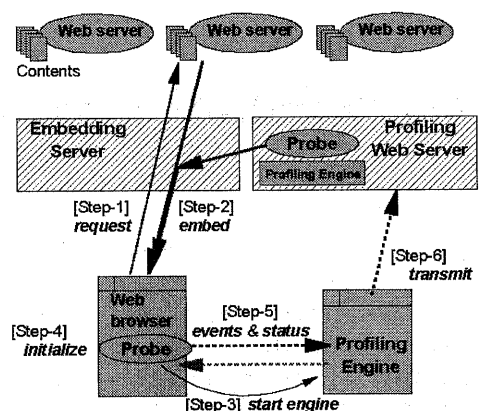 Web server
Web server
Web server
Contents
Embedding
Server
Profiling
Web Server
Probe
Profiling Engine
[Step-1]
request
[Step-2]
embed
[Step-6]
transmit
Web
browser
[Step-5]
events & status
[Step-4]
initialize
Probe
Profiling
Engine
[Step-3] start engine